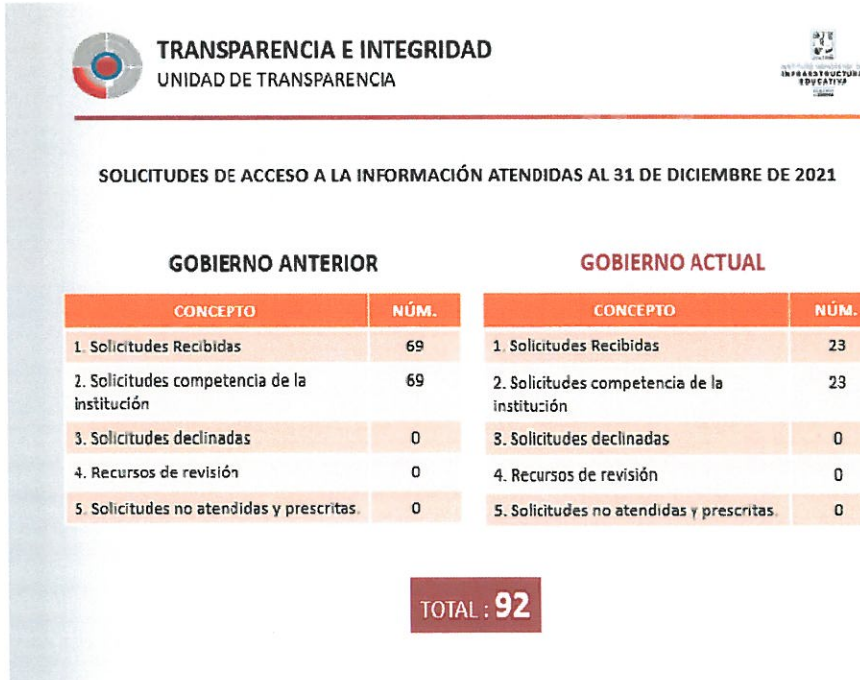 TRANSPARENCIA E INTEGRIDAD
UNIDAD DE TRANSPARENCIA
INFRAESTRUCTURA
EDUCATIVA
SOLICITUDES DE ACCESO A LA INFORMACIÓN ATENDIDAS AL 31 DE DICIEMBRE DE 2021
GOBIERNO ANTERIOR
CONCEPTO NÚM.
1. Solicitudes Recibidas 69
2. Solicitudes competencia de la 69
institución
3. Solicitudes declinadas 0
4. Recursos de revisión 0
5. Solicitudes no atendidas y prescritas. 0
GOBIERNO ACTUAL
CONCEPTO NÚM.
1. Solicitudes Recibidas 23
2. Solicitudes competencia de la 23
institución
3. Solicitudes declinadas 0
4. Recursos de revisión 0
5. Solicitudes no atendidas y prescritas. 0
TOTAL : 92